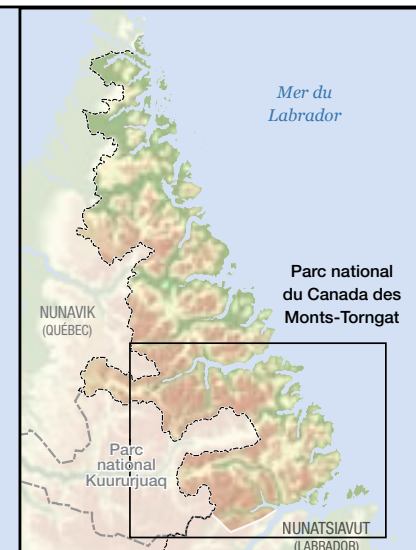 Mer du
Labrador
Parc national
du Canada des
Monts-Torngat
NUNAVIK
(QUÉBEC)
Parc
national
Kuururjuaq
NUNATSIAVUT
(LABRADOR)